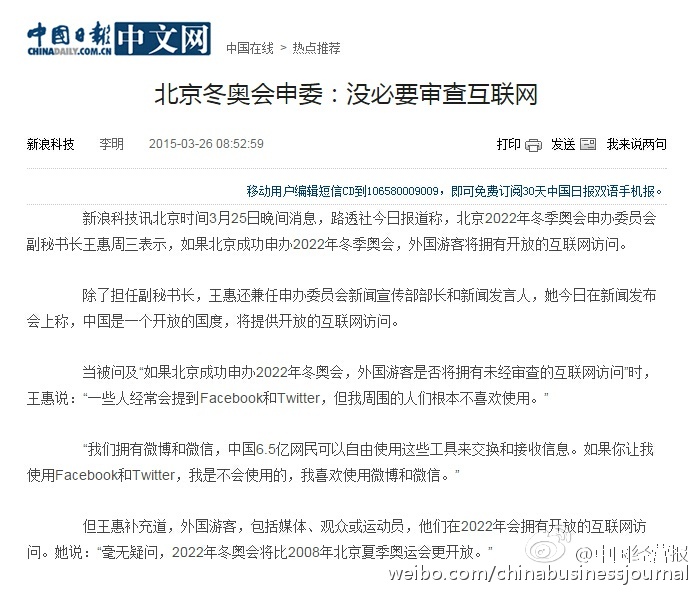 中国日报 中文网
CHINADAILY.COM.CN
中国在线 > 热点推荐
北京冬奥会申委：没必要审查互联网
新浪科技 李明 2015-03-26 08:52:59 打印 发送 我来说两句
移动用户编辑短信CD到106580009009，即可免费订阅30天中国日报双语手机报。
新浪科技讯北京时间3月25日晚间消息，路透社今日报道称，北京2022年冬季奥会申办委员会
副秘书长王惠周三表示，如果北京成功申办2022年冬季奥会，外国游客将拥有开放的互联网访问。
除了担任副秘书长，王惠还兼任申办委员会新闻宣传部部长和新闻发言人，她今日在新闻发布
会上称，中国是一个开放的国度，将提供开放的互联网访问。
当被问及“如果北京成功申办2022年冬奥会，外国游客是否将拥有未经审查的互联网访问”时，
王惠说：“一些人经常会提到Facebook和Twitter，但我周围的人们根本不喜欢使用。”
“我们拥有微博和微信，中国6.5亿网民可以自由使用这些工具来交换和接收信息。如果你让我
使用Facebook和Twitter，我是不会使用的，我喜欢使用微博和微信。”
但王惠补充道，外国游客，包括媒体、观众或运动员，他们在2022年会拥有开放的互联网访
问。她说：“毫无疑问，2022年冬奥会将比2008年北京夏季奥运会更开放。”
@中国经营报
weibo.com/chinabusinessjournal